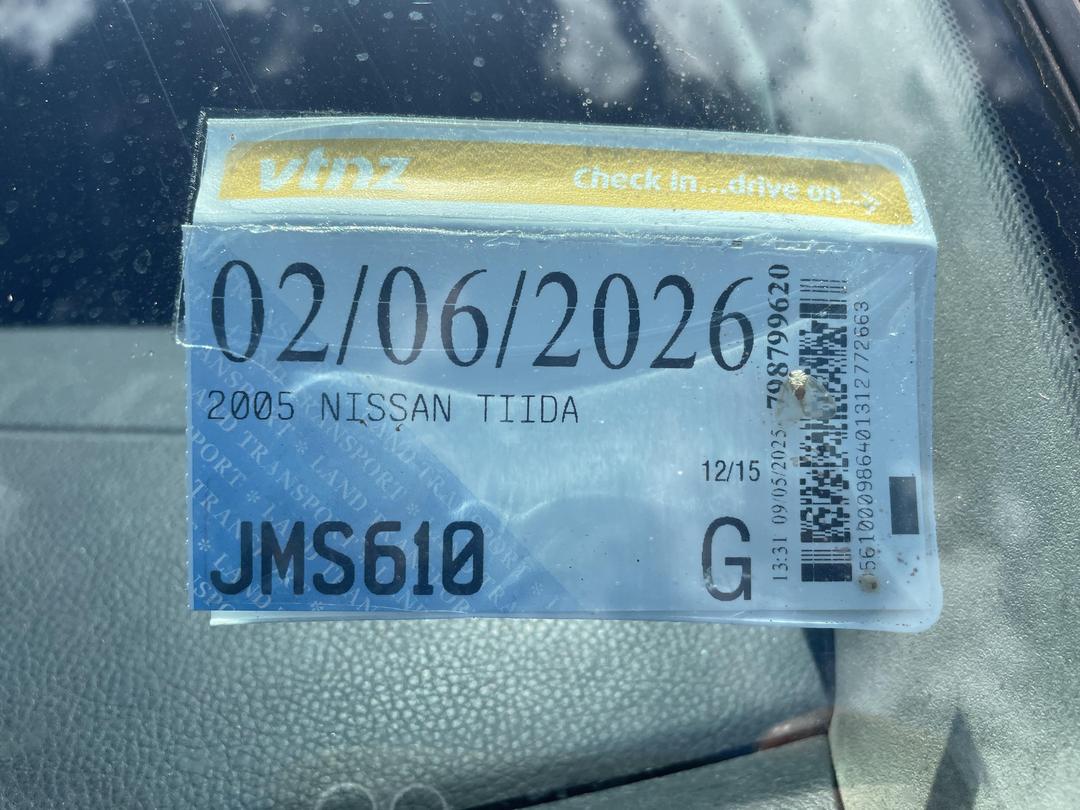 vtnz
Check in...drive on...
02/06/2026
2005 NISSAN TIIDA
12/15
JMS610
G
13:31 09/05/2025 798799620